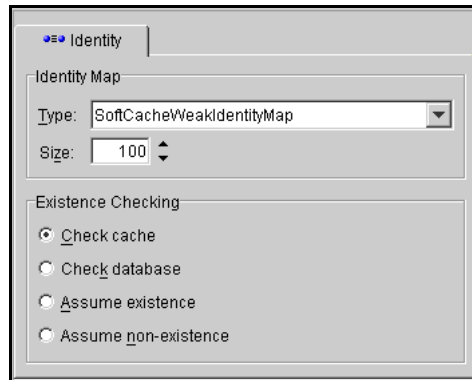 Identity
Identity Map
Type: SoftCacheWeakIdentityMap
Size: 100
Existence Checking
Check cache
Check database
Assume existence
Assume non-existence